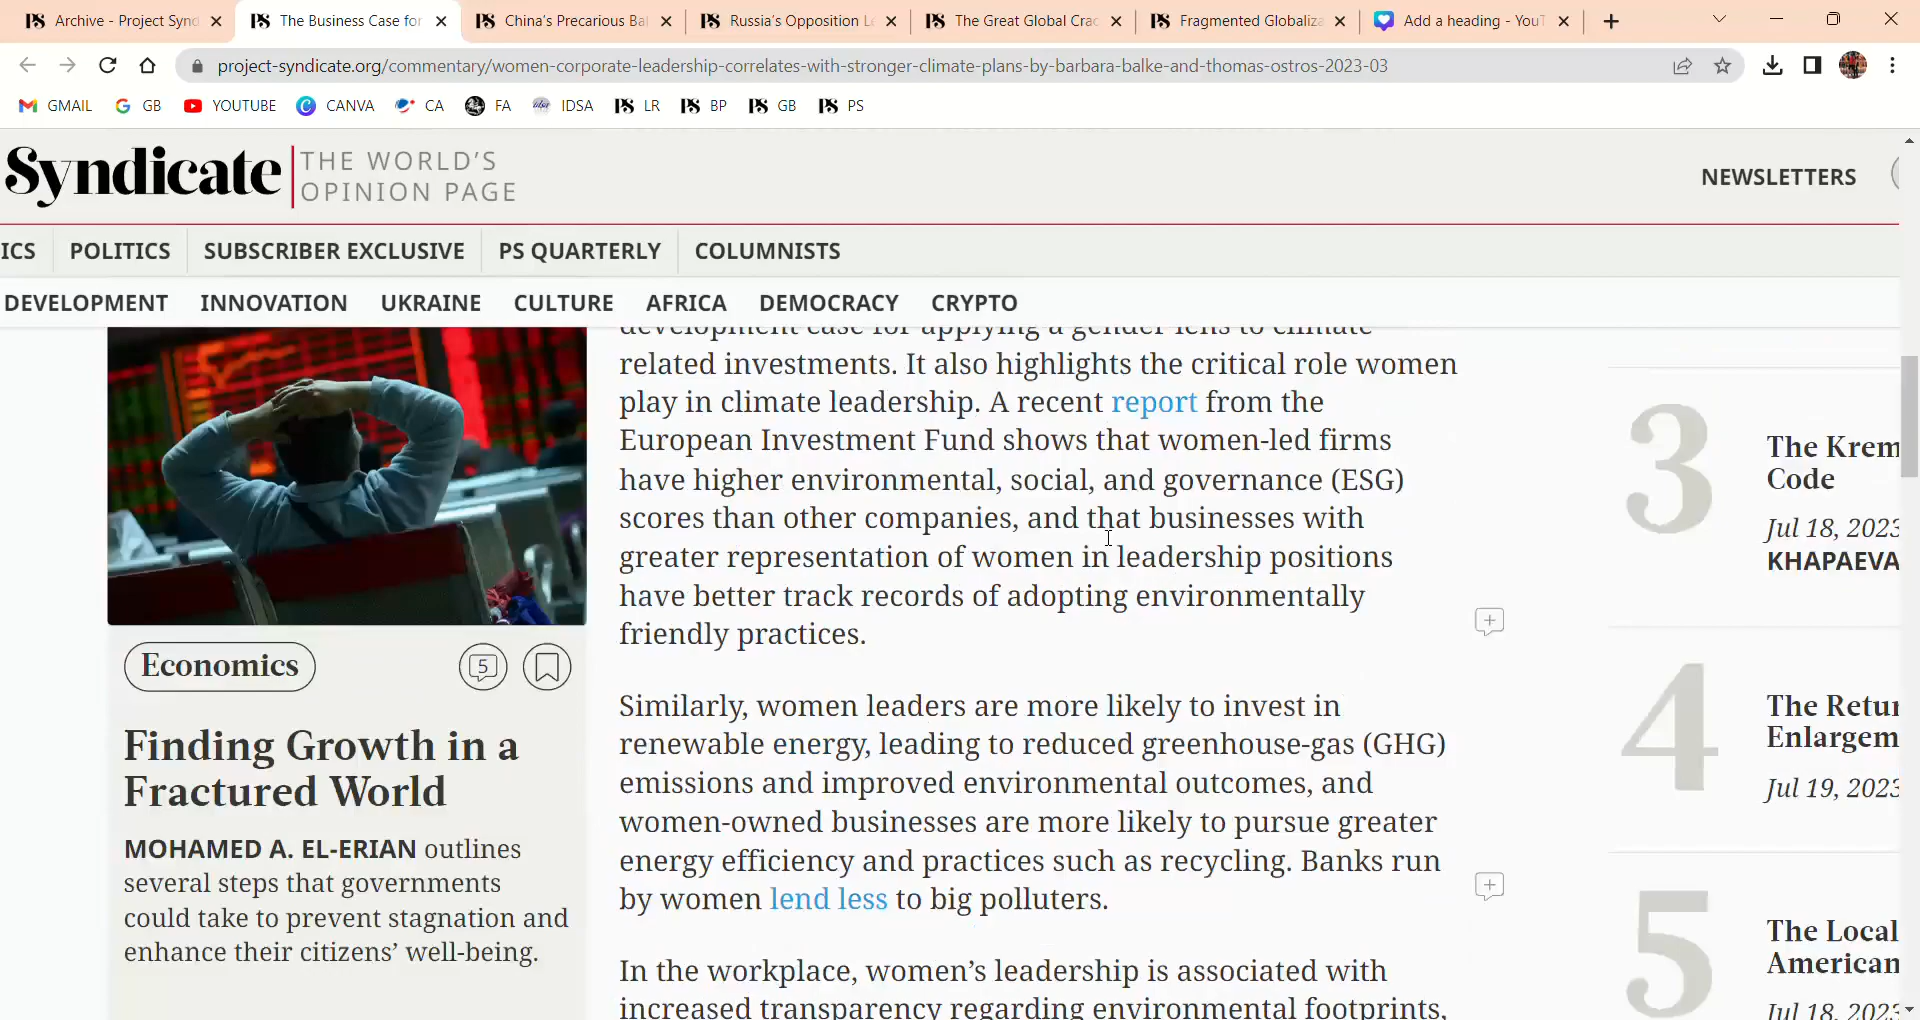 Archive - Project Synd
The Business Case for
China's Precarious Ba
Russia's Opposition L
The Great Global Crac
Fragmented Globaliza
Add a heading - YouT
project-syndicate.org/commentary/women-corporate-leadership-correlates-with-stronger-climate-plans-by-barbara-balke-and-thomas-ostros-2023-03
GMAIL
GB
YOUTUBE
CANVA
CA
FA
IDSA
LR
BP
GB
PS
Syndicate
THE WORLD'S
OPINION PAGE
NEWSLETTERS
ICS
POLITICS
SUBSCRIBER EXCLUSIVE
PS QUARTERLY
COLUMNISTS
DEVELOPMENT
INNOVATION
UKRAINE
CULTURE
AFRICA
DEMOCRACY
CRYPTO
Economics
5
Finding Growth in a
Fractured World
MOHAMED A. EL-ERIAN outlines
several steps that governments
could take to prevent stagnation and
enhance their citizens' well-being.
development case for applying a gender lens to climate
related investments. It also highlights the critical role women
play in climate leadership. A recent report from the
European Investment Fund shows that women-led firms
have higher environmental, social, and governance (ESG)
scores than other companies, and that businesses with
greater representation of women in leadership positions
have better track records of adopting environmentally
friendly practices.
Similarly, women leaders are more likely to invest in
renewable energy, leading to reduced greenhouse-gas (GHG)
emissions and improved environmental outcomes, and
women-owned businesses are more likely to pursue greater
energy efficiency and practices such as recycling. Banks run
by women lend less to big polluters.
In the workplace, women's leadership is associated with
increased transparency regarding environmental footprints,
3
The Krem
Code
Jul 18, 2023
KHAPAEVA
4
The Retur
Enlargem
Jul 19, 2023
5
The Local
American
Jul 18, 2023